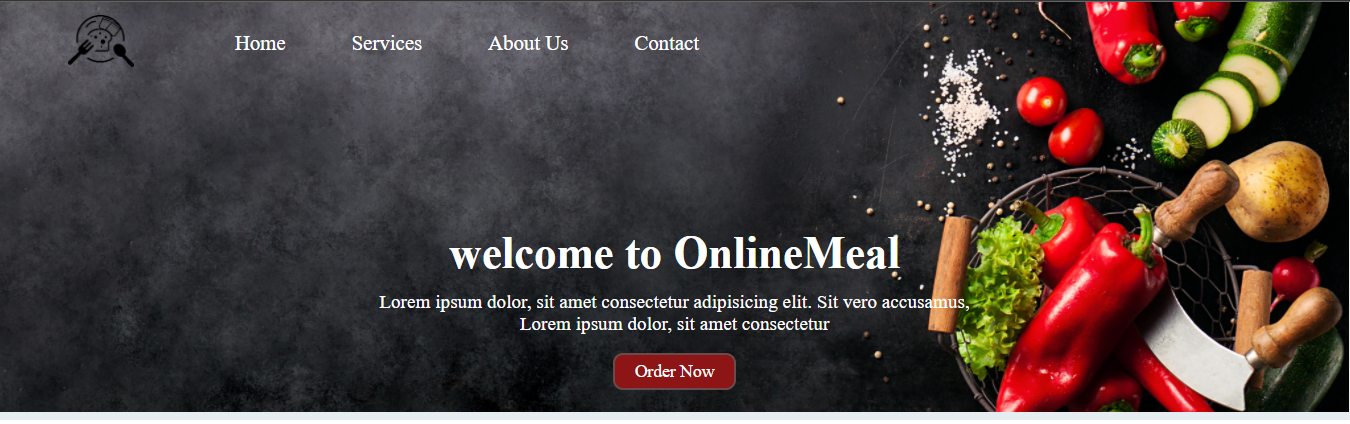 Home Services About Us Contact
welcome to OnlineMeal
Lorem ipsum dolor, sit amet consectetur adipisicing elit. Sit vero accusamus,
Lorem ipsum dolor, sit amet consectetur
Order Now